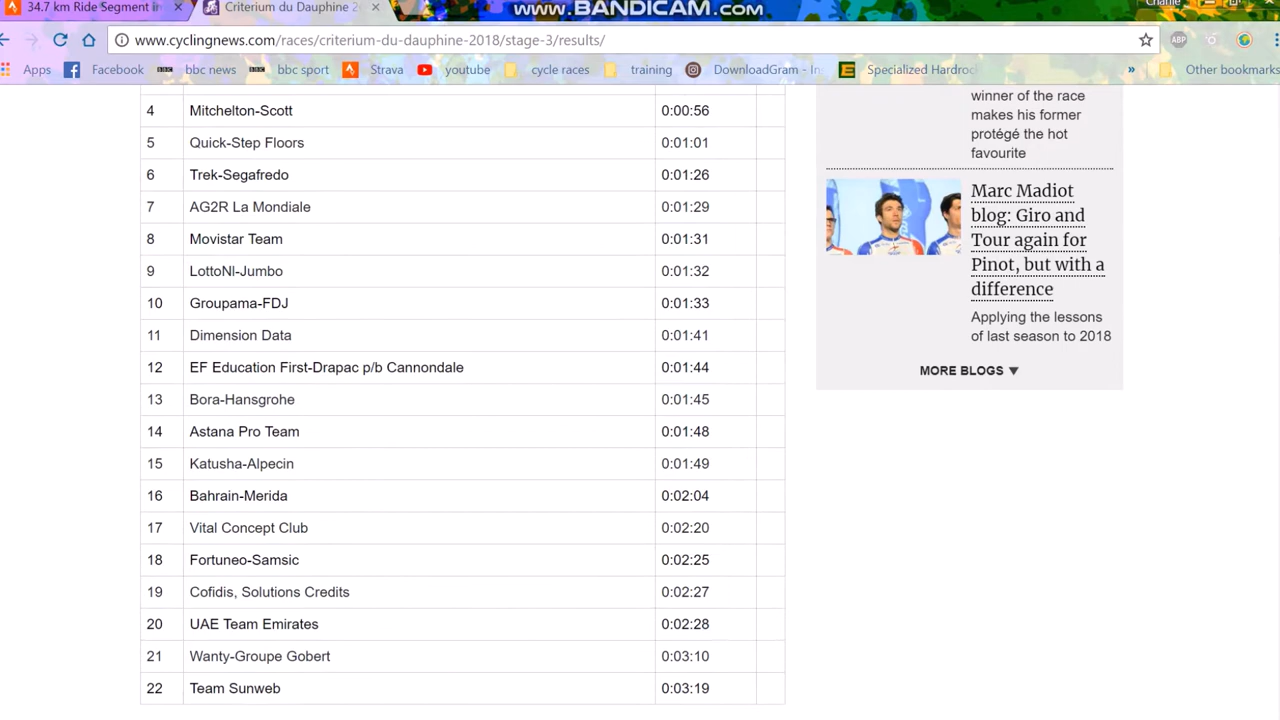 www.BANDICAM.com
34.7 km Ride Segment in
Criterium du Dauphine 2
Charlie
www.cyclingnews.com/races/criterium-du-dauphine-2018/stage-3/results/
ABP
Apps Facebook bbc news bbc sport Strava youtube cycle races training DownloadGram - In Specialized Hardroc » Other bookmarks
4 Mitchelton-Scott 0:00:56
5 Quick-Step Floors 0:01:01
6 Trek-Segafredo 0:01:26
7 AG2R La Mondiale 0:01:29
8 Movistar Team 0:01:31
9 LottoNl-Jumbo 0:01:32
10 Groupama-FDJ 0:01:33
11 Dimension Data 0:01:41
12 EF Education First-Drapac p/b Cannondale 0:01:44
13 Bora-Hansgrohe 0:01:45
14 Astana Pro Team 0:01:48
15 Katusha-Alpecin 0:01:49
16 Bahrain-Merida 0:02:04
17 Vital Concept Club 0:02:20
18 Fortuneo-Samsic 0:02:25
19 Cofidis, Solutions Credits 0:02:27
20 UAE Team Emirates 0:02:28
21 Wanty-Groupe Gobert 0:03:10
22 Team Sunweb 0:03:19
winner of the race
makes his former
protégé the hot
favourite
Marc Madiot
blog: Giro and
Tour again for
Pinot, but with a
difference
Applying the lessons
of last season to 2018
MORE BLOGS ▼